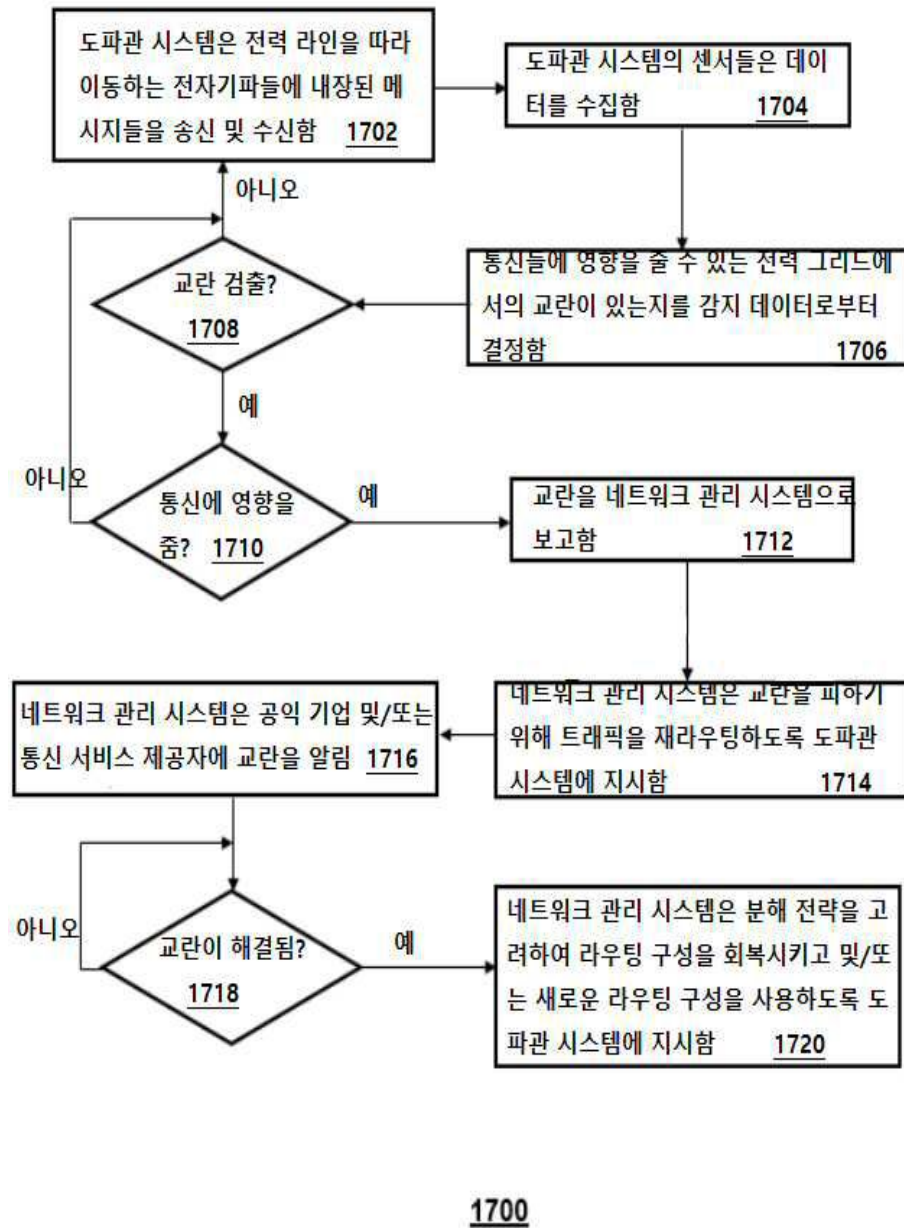 도파관 시스템은 전력 라인을 따라
이동하는 전자기파들에 내장된 메
시지들을 송신 및 수신함 1702
도파관 시스템의 센서들은 데이
터를 수집함 1704
아니오
교란 검출?
1708
통신들에 영향을 줄 수 있는 전력 그리드에
서의 교란이 있는지를 감지 데이터로부터
결정함 1706
예
아니오
통신에 영향을
줌? 1710
예
교란을 네트워크 관리 시스템으로
보고함 1712
네트워크 관리 시스템은 교란을 피하기
위해 트래픽을 재라우팅하도록 도파관
시스템에 지시함 1714
네트워크 관리 시스템은 공익 기업 및/또는
통신 서비스 제공자에 교란을 알림 1716
아니오
교란이 해결됨?
1718
예
네트워크 관리 시스템은 분해 전략을 고
려하여 라우팅 구성을 회복시키고 및/또
는 새로운 라우팅 구성을 사용하도록 도
파관 시스템에 지시함 1720
1700